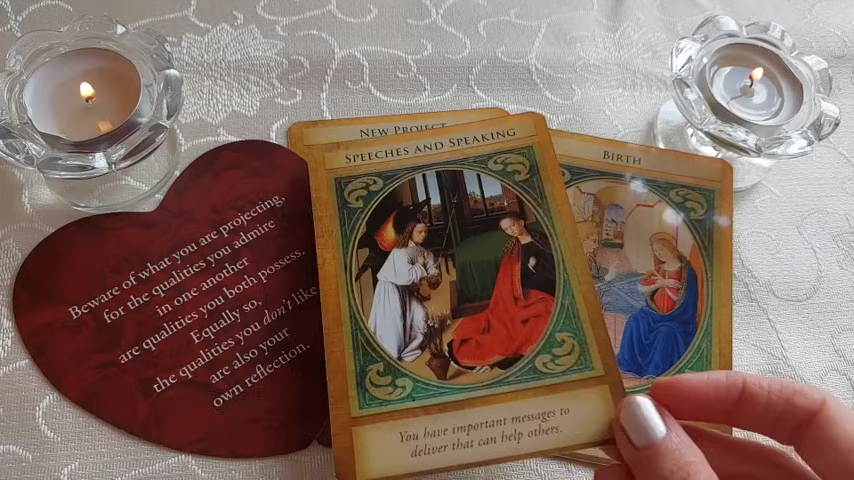 Beware of what you are projecting,
for the qualities you admire
in one another
are qualities you both possess.
Equally so,
the qualities you don't like
are also your
own reflection.
NEW PROJECT
SPEECHES AND SPEAKING
BIRTH
You have important messages to
deliver that can help others.